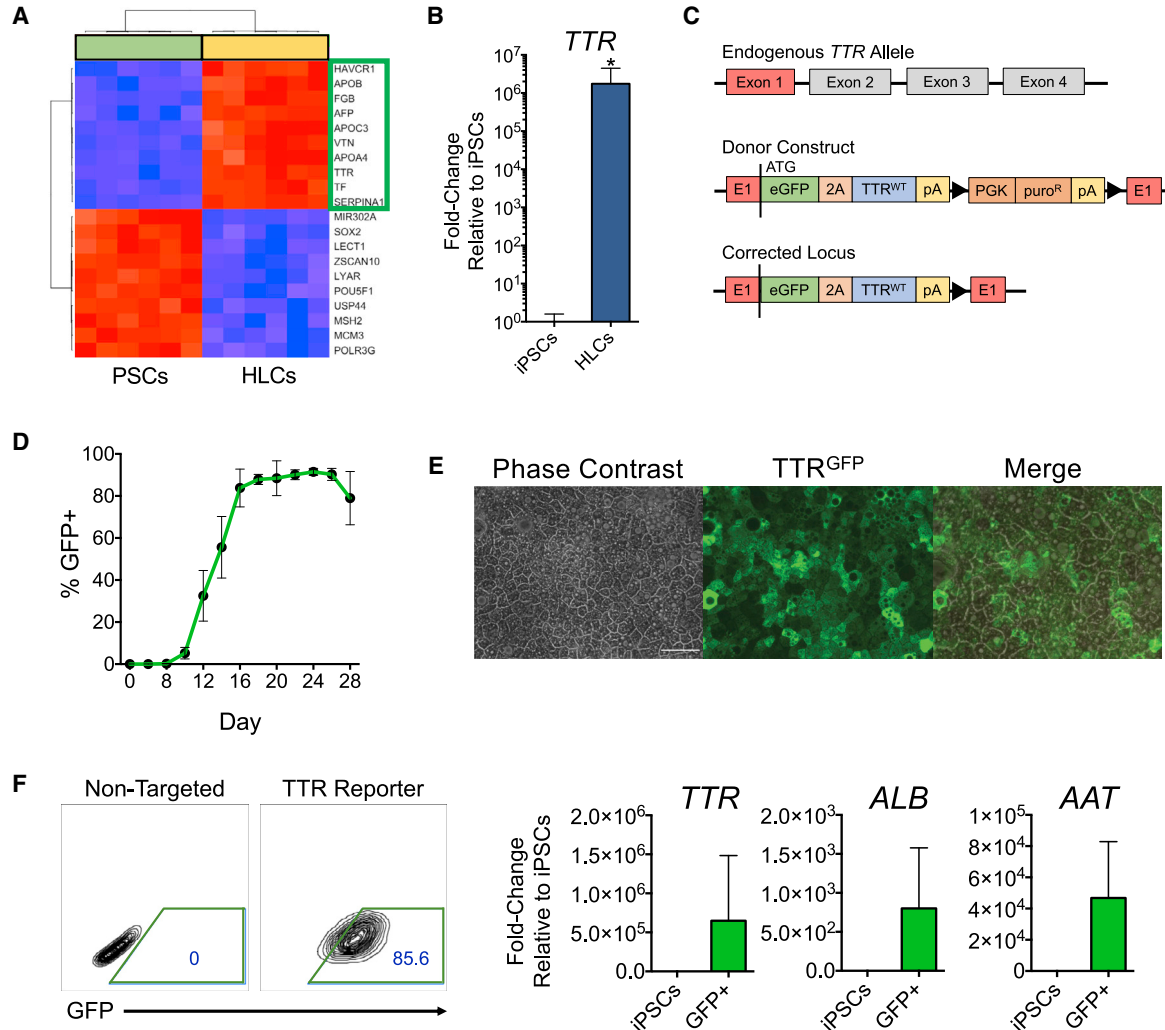 A
HAVCR1
APOB
FGB
AFP
APOC3
VTN
APOA4
TTR
TF
SERPINA1
MIR302A
SOX2
LECT1
ZSCAN10
LYAR
POU5F1
USP44
MSH2
MCM3
POLR3G
PSCs HLCs
B
TTR
*
Fold-Change
Relative to iPSCs
10⁷
10⁶
10⁵
10⁴
10³
10²
10¹
10⁰
iPSCs HLCs
C
Endogenous TTR Allele
Exon 1 Exon 2 Exon 3 Exon 4
Donor Construct
ATG
E1 eGFP 2A TTRᵂᵀ pA PGK puroᴿ pA E1
Corrected Locus
E1 eGFP 2A TTRᵂᵀ pA E1
D
% GFP+
100
80
60
40
20
0
0 4 8 12 16 20 24 28
Day
E
Phase Contrast TTRᴳᶠᴾ Merge
F
Non-Targeted TTR Reporter
0 85.6
GFP
Fold-Change
Relative to iPSCs
TTR
2.0×10⁶
1.5×10⁶
1.0×10⁶
5.0×10⁵
0.0
iPSCs GFP+
ALB
2.0×10³
1.5×10³
1.0×10³
5.0×10²
0.0
iPSCs GFP+
AAT
1×10⁵
8×10⁴
6×10⁴
4×10⁴
2×10⁴
0
iPSCs GFP+